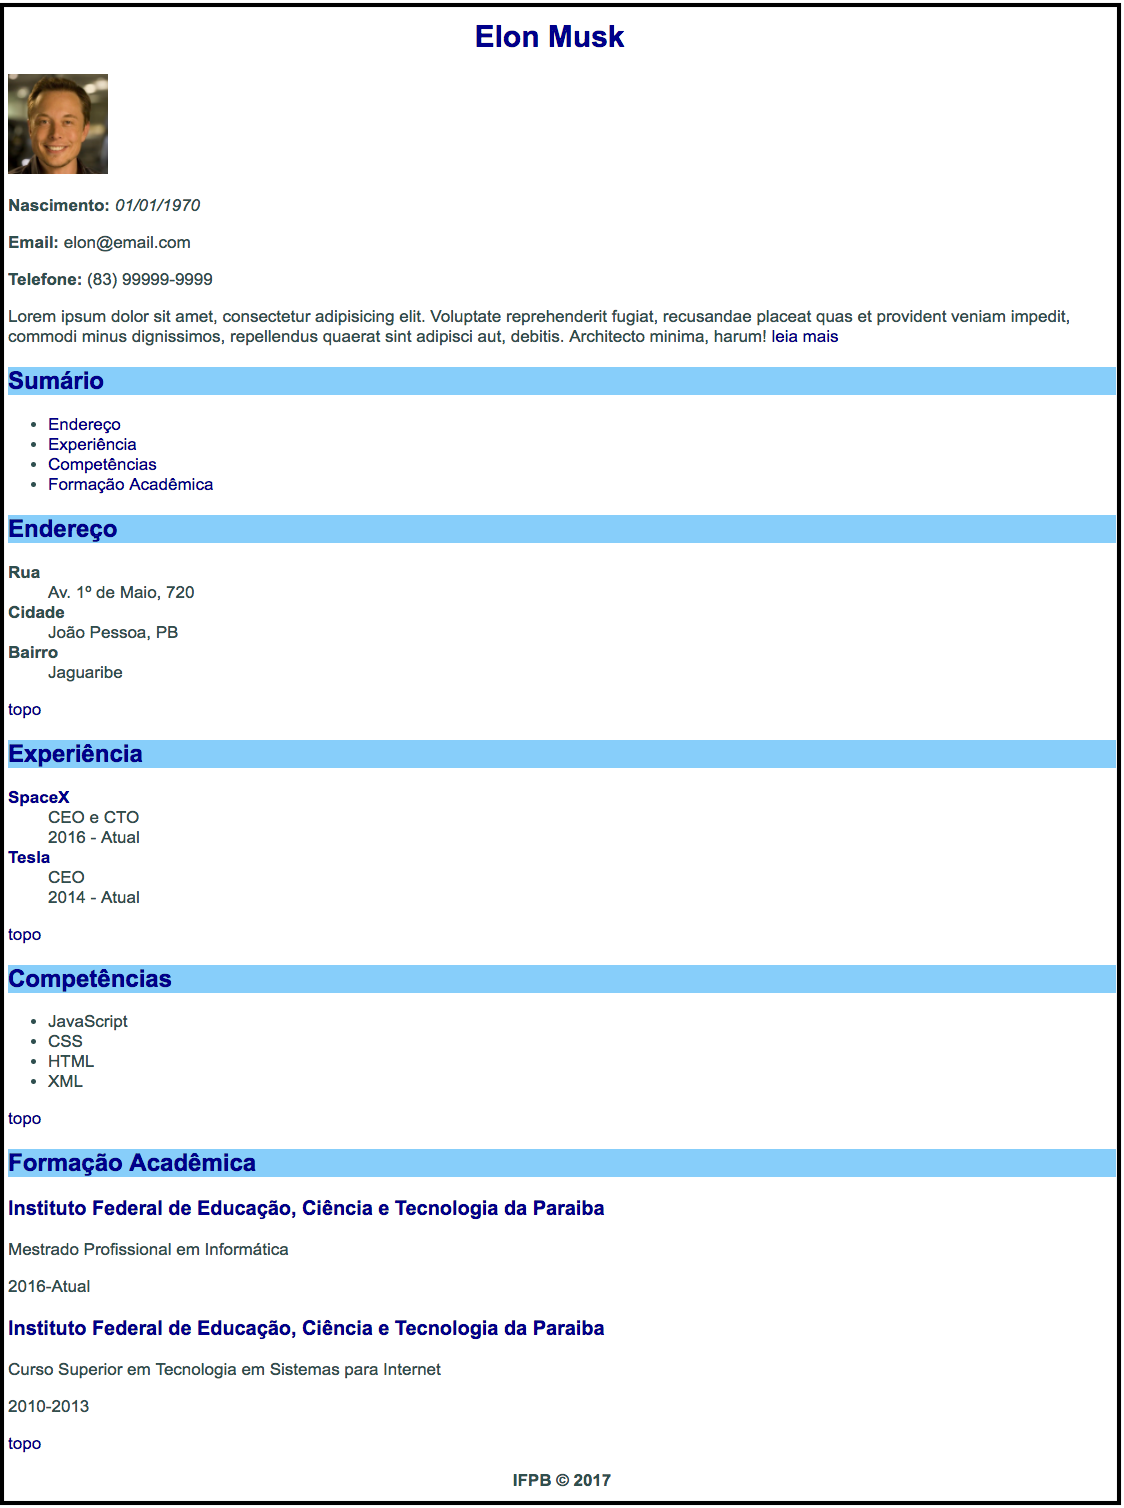 Elon Musk
Nascimento: 01/01/1970
Email: elon@email.com
Telefone: (83) 99999-9999
Lorem ipsum dolor sit amet, consectetur adipisicing elit. Voluptate reprehenderit fugiat, recusandae placeat quas et provident veniam impedit,
commodi minus dignissimos, repellendus quaerat sint adipisci aut, debitis. Architecto minima, harum! leia mais
Sumário
• Endereço
• Experiência
• Competências
• Formação Acadêmica
Endereço
Rua
Av. 1º de Maio, 720
Cidade
João Pessoa, PB
Bairro
Jaguaribe
topo
Experiência
SpaceX
CEO e CTO
2016 - Atual
Tesla
CEO
2014 - Atual
topo
Competências
• JavaScript
• CSS
• HTML
• XML
topo
Formação Acadêmica
Instituto Federal de Educação, Ciência e Tecnologia da Paraiba
Mestrado Profissional em Informática
2016-Atual
Instituto Federal de Educação, Ciência e Tecnologia da Paraiba
Curso Superior em Tecnologia em Sistemas para Internet
2010-2013
topo
IFPB © 2017